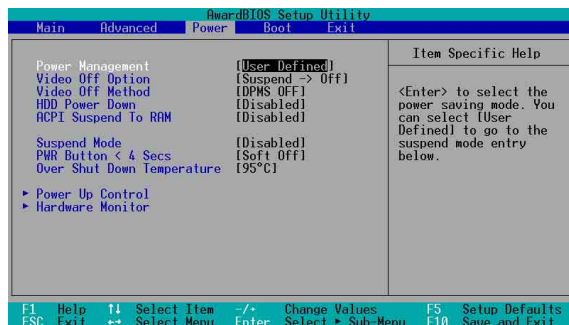 AwardBIOS Setup Utility
Main Advanced Power Boot Exit
Item Specific Help
Power Management [User Defined]
Video Off Option [Suspend -> Off]
Video Off Method [DPMS OFF]
HDD Power Down [Disabled]
ACPI Suspend To RAM [Disabled]
Suspend Mode [Disabled]
PWR Button < 4 Secs [Soft Off]
Over Shut Down Temperature [95°C]
► Power Up Control
► Hardware Monitor
<Enter> to select the
power saving mode. You
can select [User
Defined] to go to the
suspend mode entry
below.
F1 Help ↑↓ Select Item -/+ Change Values F5 Setup Defaults
ESC Exit ↔ Select Menu Enter Select ► Sub-Menu F10 Save and Exit